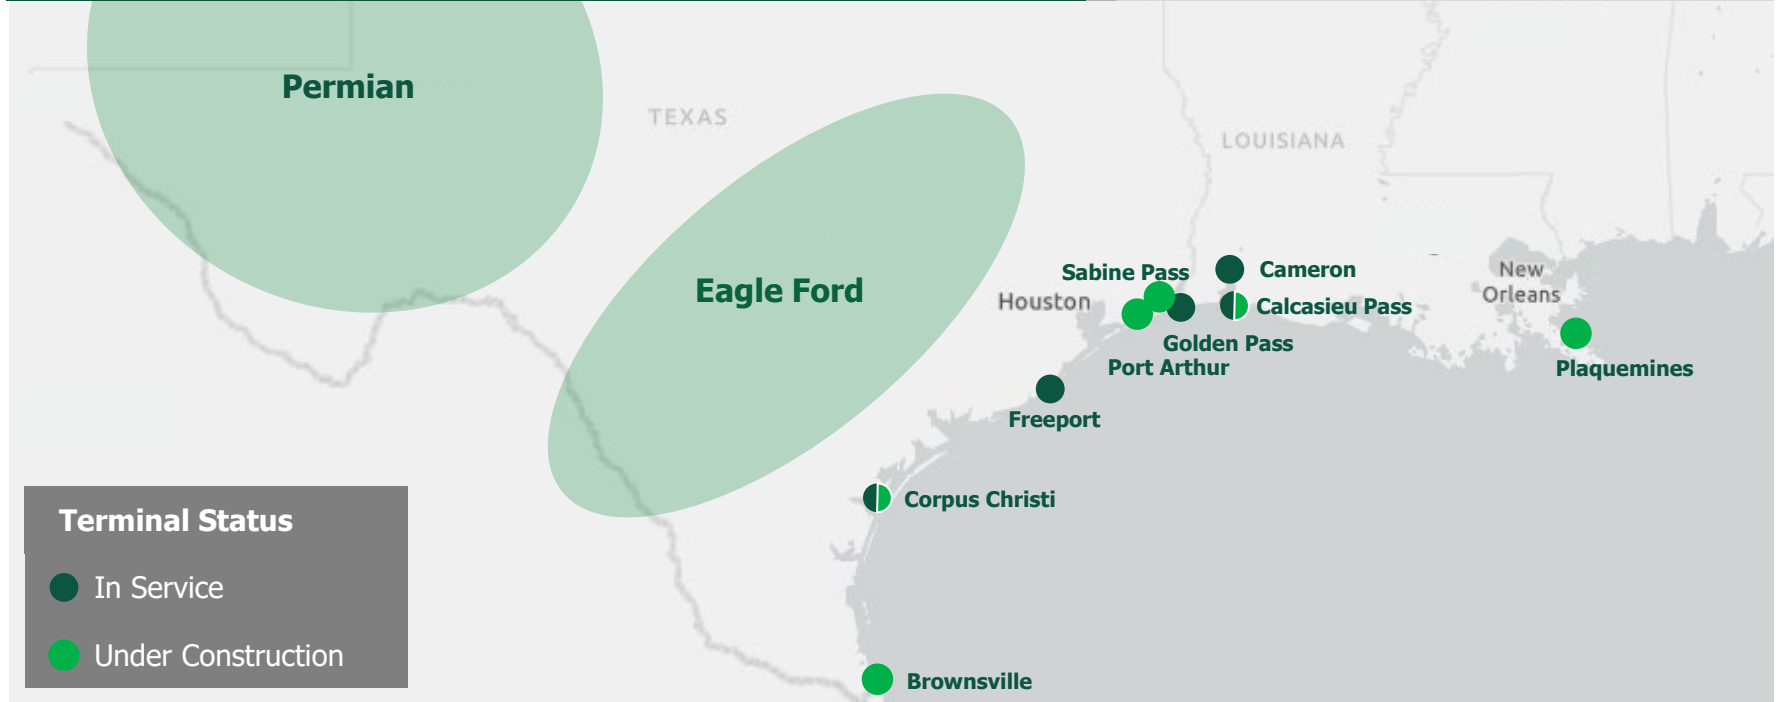 Permian
TEXAS
LOUISIANA
Eagle Ford
Sabine Pass
Cameron
Houston
Calcasieu Pass
New
Orleans
Golden Pass
Port Arthur
Plaquemines
Freeport
Corpus Christi
Brownsville
Terminal Status
In Service
Under Construction